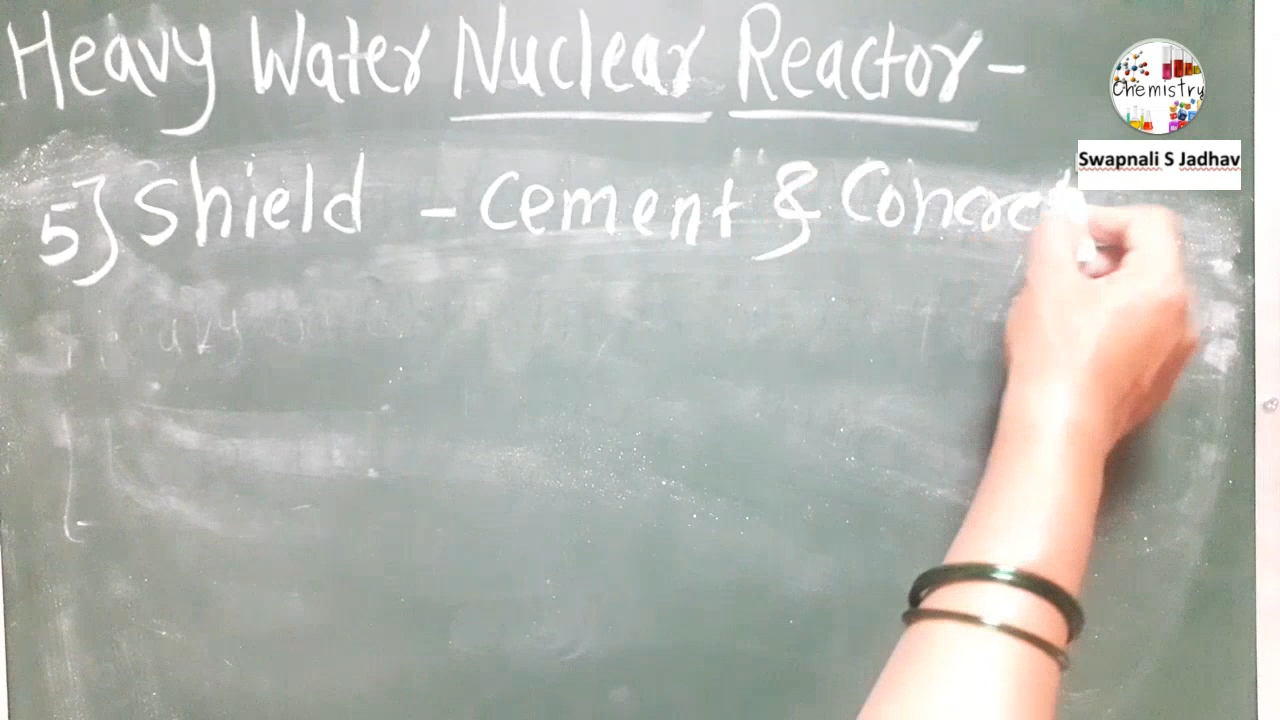 Heavy Water Nuclear Reactor -
Chemistry
Swapnali S Jadhav
5} Shield - Cement & Concre